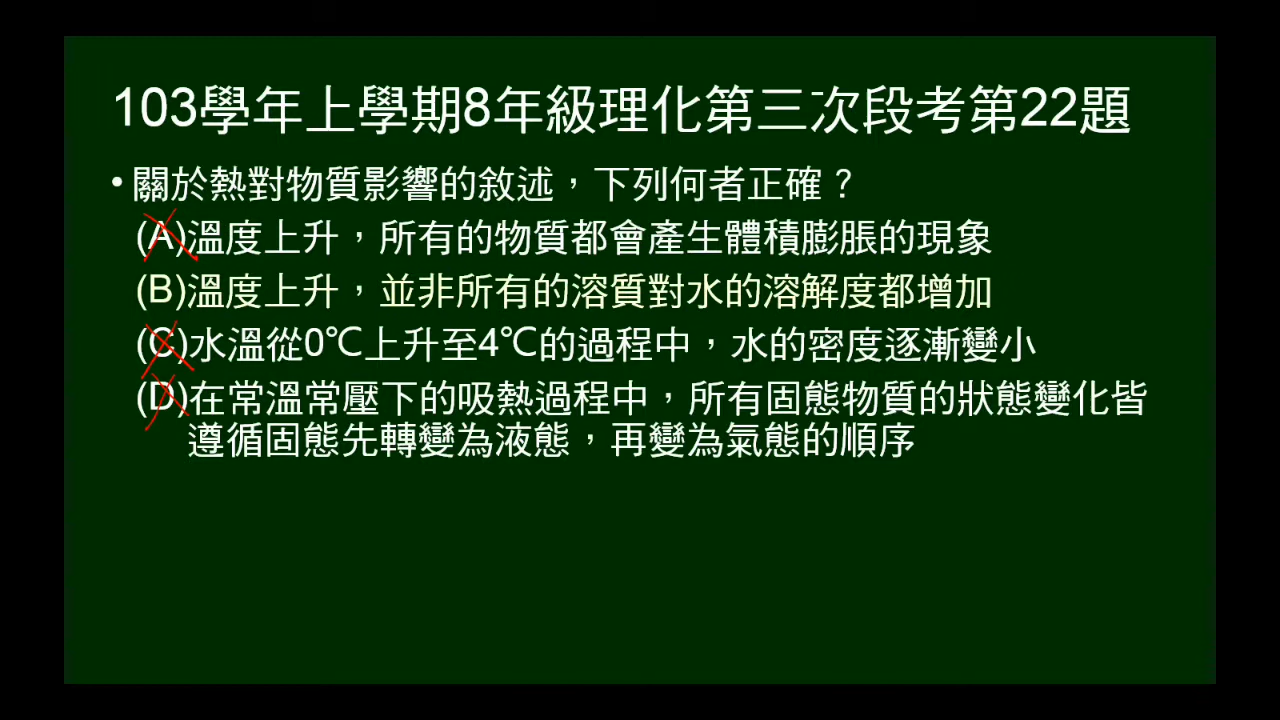 103學年上學期8年級理化第三次段考第22題
•關於熱對物質影響的敘述，下列何者正確？
(A)溫度上升，所有的物質都會產生體積膨脹的現象
(B)溫度上升，並非所有的溶質對水的溶解度都增加
(C)水溫從0℃上升至4℃的過程中，水的密度逐漸變小
(D)在常溫常壓下的吸熱過程中，所有固態物質的狀態變化皆
遵循固態先轉變為液態，再變為氣態的順序